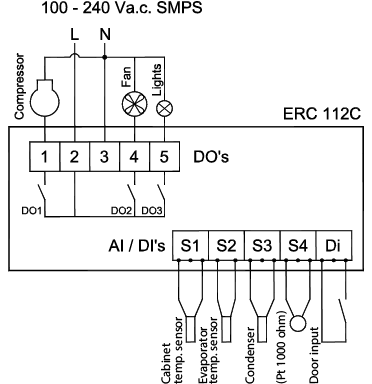 100 - 240 Va.c. SMPS
L N
Compressor
Fan
Lights
ERC 112C
1 2 3 4 5 DO's
DO1 DO2 DO3
AI / DI's S1 S2 S3 S4 Di
Cabinet
temp. sensor
Evaporator
temp. sensor
Condenser
(Pt 1000 ohm)
Door input